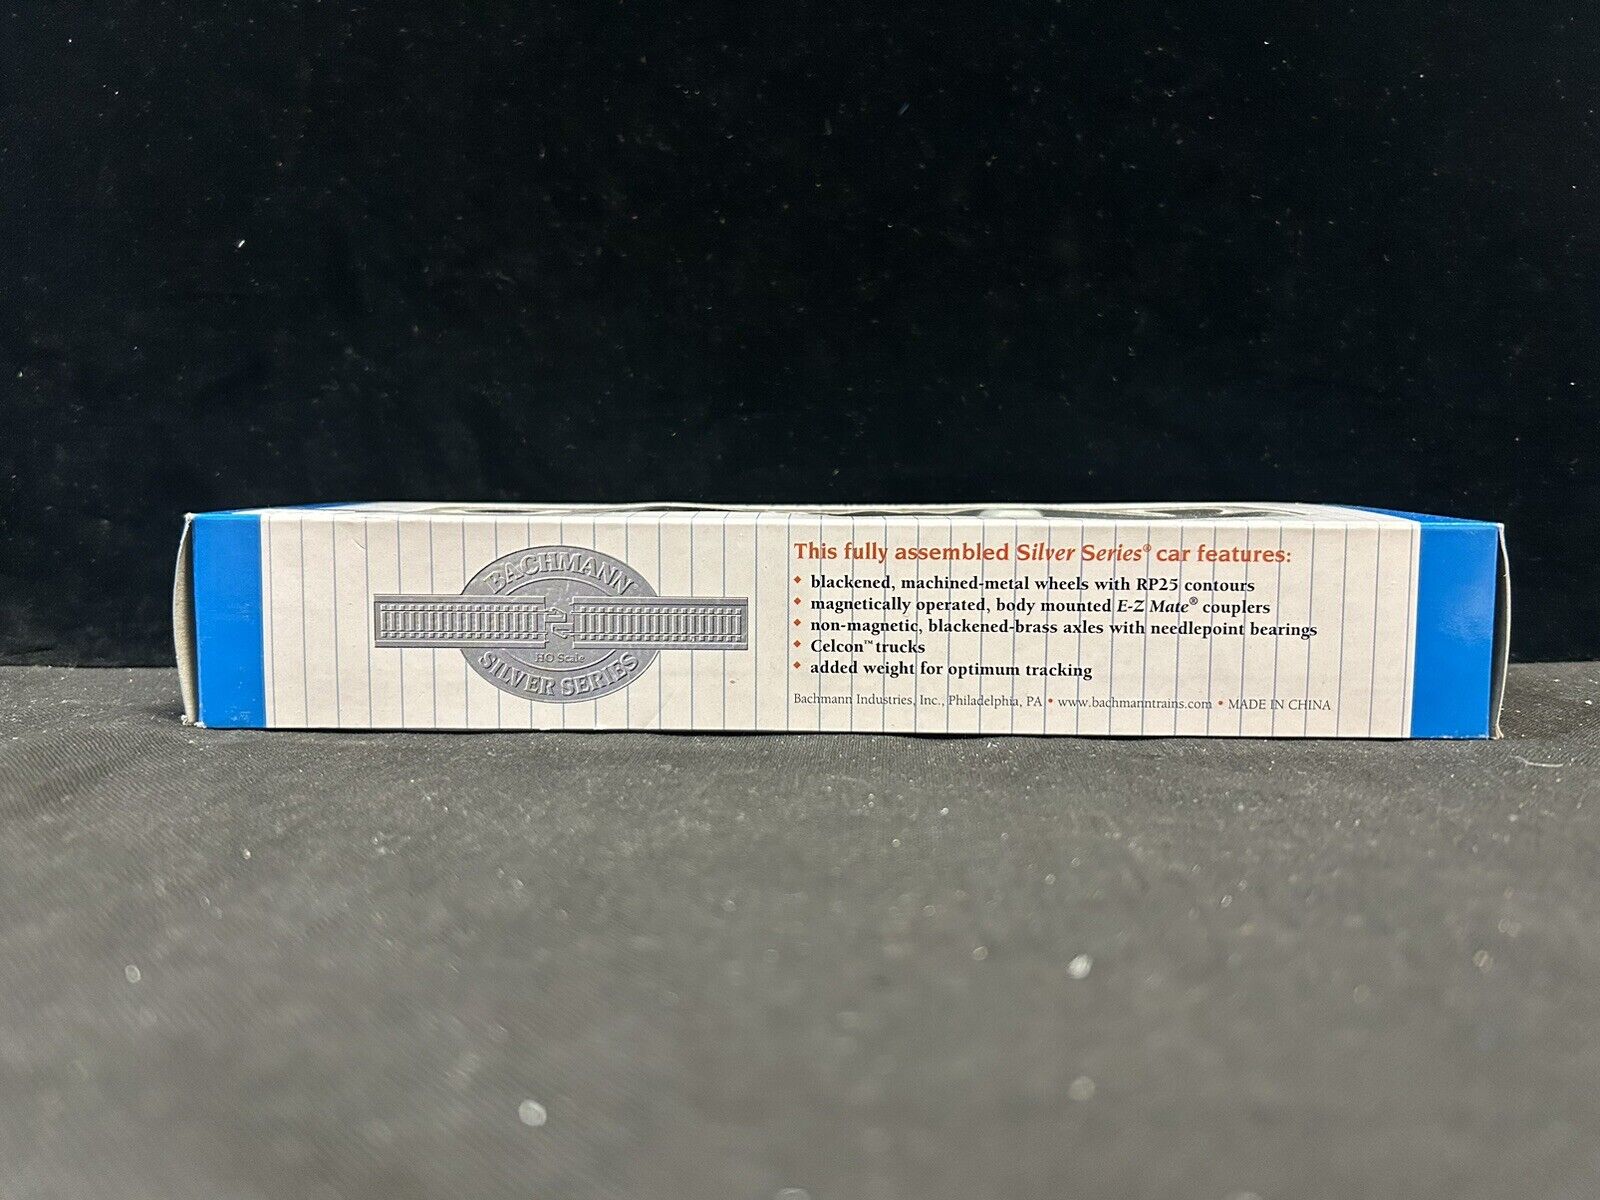 BACHMANN
HO Scale
SILVER SERIES
This fully assembled Silver Series® car features:
◆ blackened, machined-metal wheels with RP25 contours
◆ magnetically operated, body mounted E-Z Mate® couplers
◆ non-magnetic, blackened-brass axles with needlepoint bearings
◆ Celcon™ trucks
◆ added weight for optimum tracking
Bachmann Industries, Inc., Philadelphia, PA • www.bachmanntrains.com • MADE IN CHINA